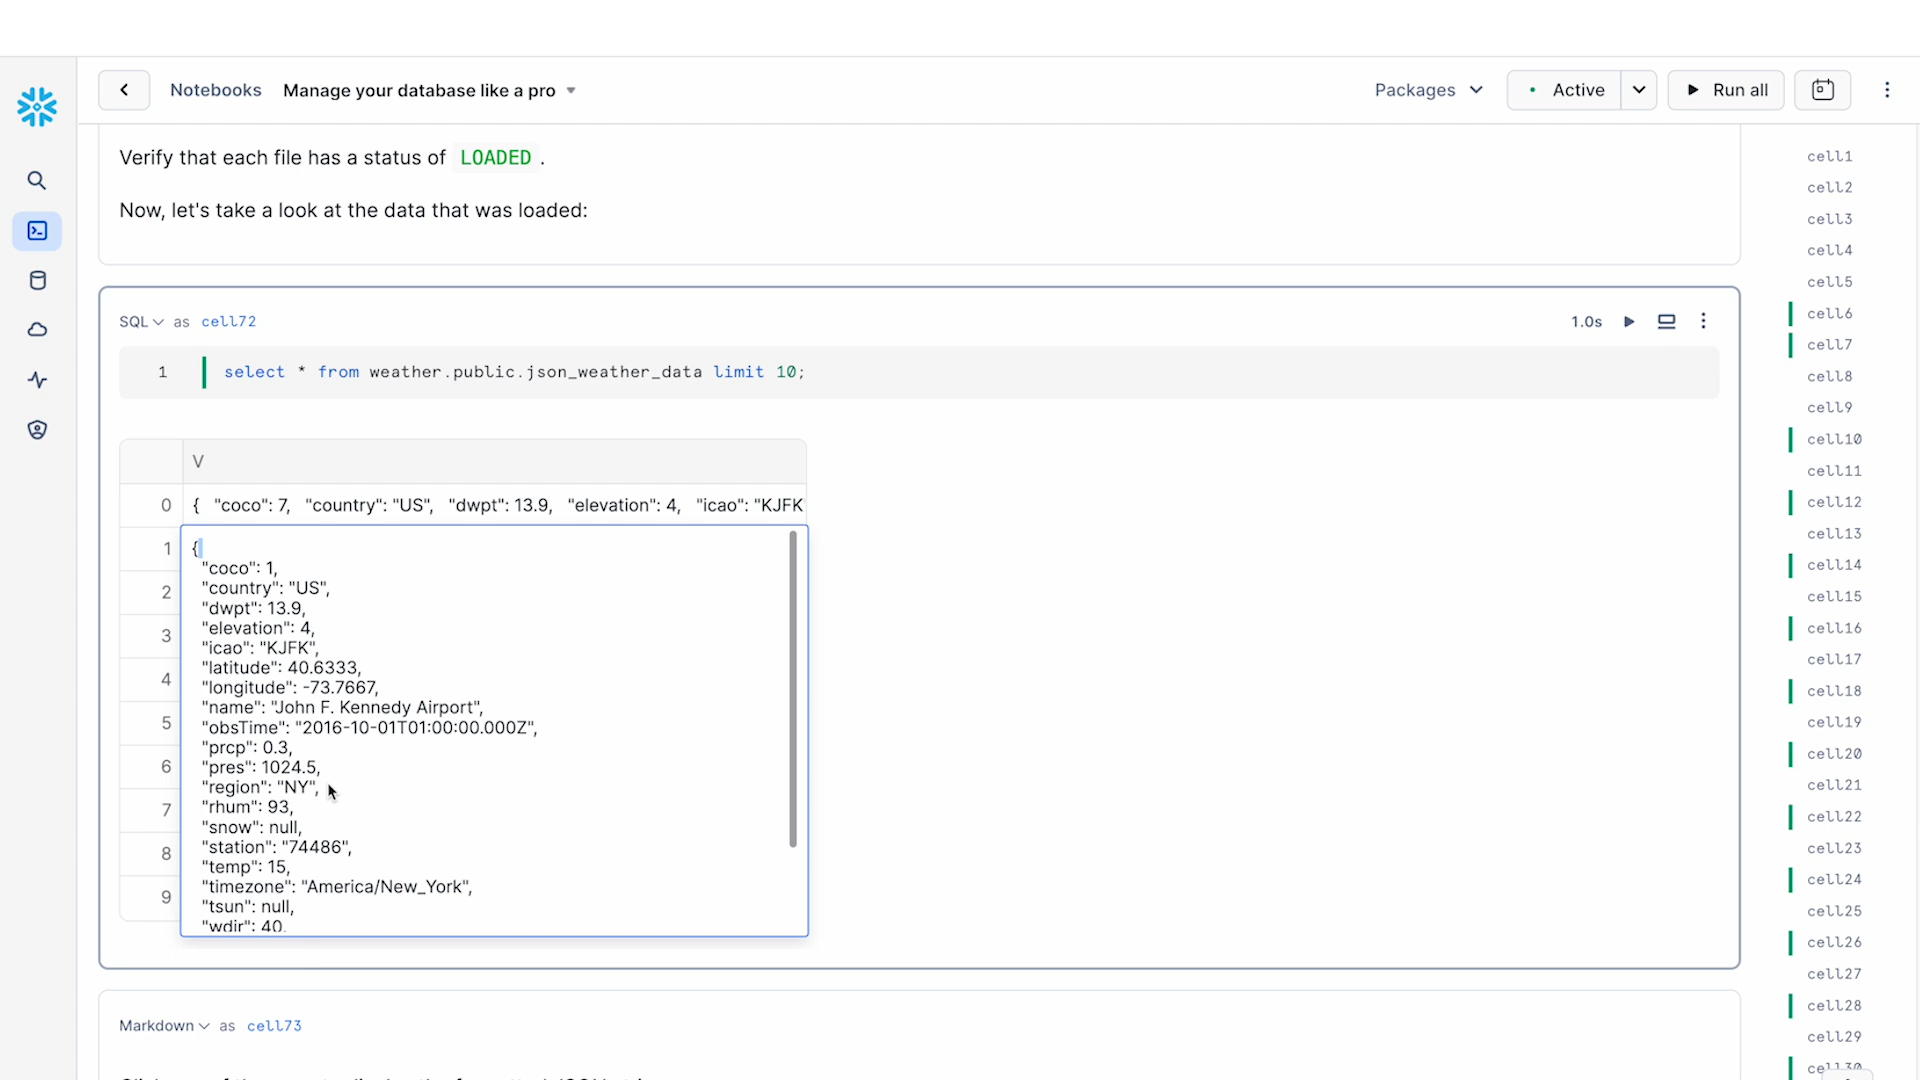 Notebooks
Manage your database like a pro
Packages
Active
Run all
Verify that each file has a status of LOADED .
Now, let's take a look at the data that was loaded:
SQL as cell72
1.0s
1 select * from weather.public.json_weather_data limit 10;
V
0 { "coco": 7, "country": "US", "dwpt": 13.9, "elevation": 4, "icao": "KJFK
1
2
3
4
5
6
7
8
9
{
"coco": 1,
"country": "US",
"dwpt": 13.9,
"elevation": 4,
"icao": "KJFK",
"latitude": 40.6333,
"longitude": -73.7667,
"name": "John F. Kennedy Airport",
"obsTime": "2016-10-01T01:00:00.000Z",
"prcp": 0.3,
"pres": 1024.5,
"region": "NY",
"rhum": 93,
"snow": null,
"station": "74486",
"temp": 15,
"timezone": "America/New_York",
"tsun": null,
"wdir": 40,
Markdown as cell73
cell1
cell2
cell3
cell4
cell5
cell6
cell7
cell8
cell9
cell10
cell11
cell12
cell13
cell14
cell15
cell16
cell17
cell18
cell19
cell20
cell21
cell22
cell23
cell24
cell25
cell26
cell27
cell28
cell29
cell30